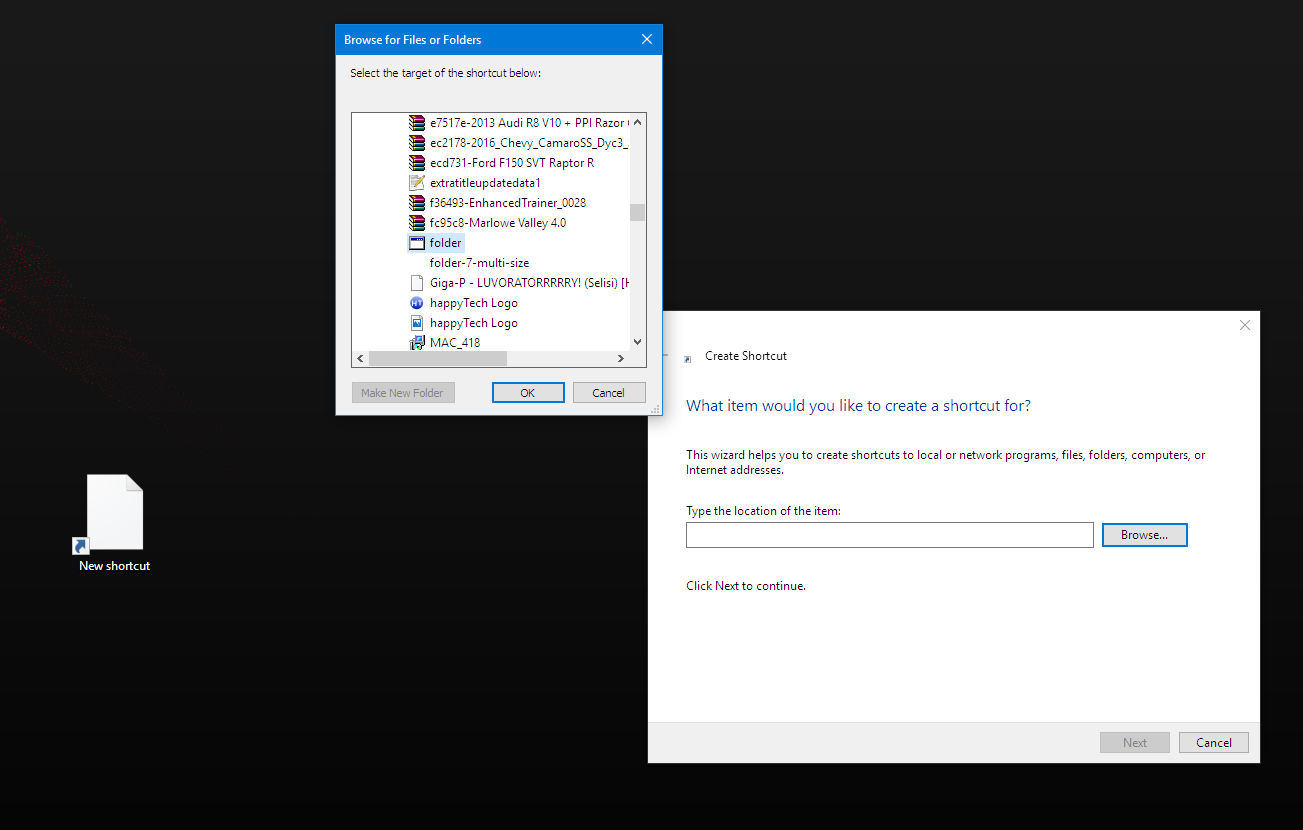 Browse for Files or Folders
Select the target of the shortcut below:
e7517e-2013 Audi R8 V10 + PPI Razor
ec2178-2016_Chevy_CamaroSS_Dyc3_
ecd731-Ford F150 SVT Raptor R
extratitleupdatedata1
f36493-EnhancedTrainer_0028
fc95c8-Marlowe Valley 4.0
folder
folder-7-multi-size
Giga-P - LUVORATORRRRRY! (Selisi) [H
happyTech Logo
happyTech Logo
MAC_418
Make New Folder
OK
Cancel
Create Shortcut
What item would you like to create a shortcut for?
This wizard helps you to create shortcuts to local or network programs, files, folders, computers, or
Internet addresses.
Type the location of the item:
Browse...
Click Next to continue.
Next
Cancel
New shortcut